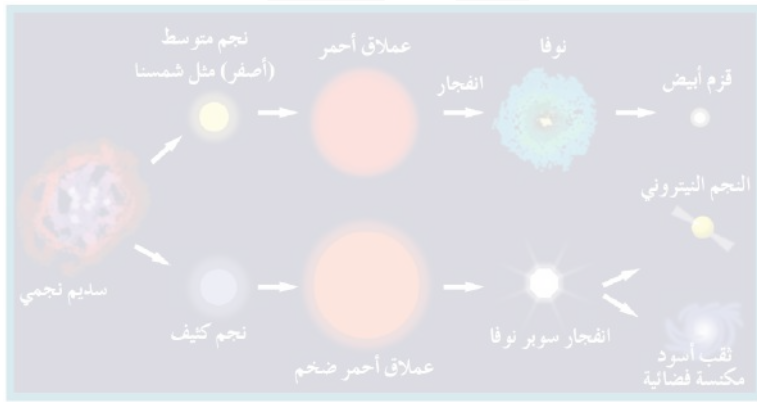 نجم متوسط
(أصفر) مثل شمسنا
عملاق أحمر
انفجار
نوفا
قزم أبيض
النجم النيتروني
سديم نجمي
نجم كثيف
عملاق أحمر ضخم
انفجار سوبر نوفا
ثقب أسود
مكنسة فضائية